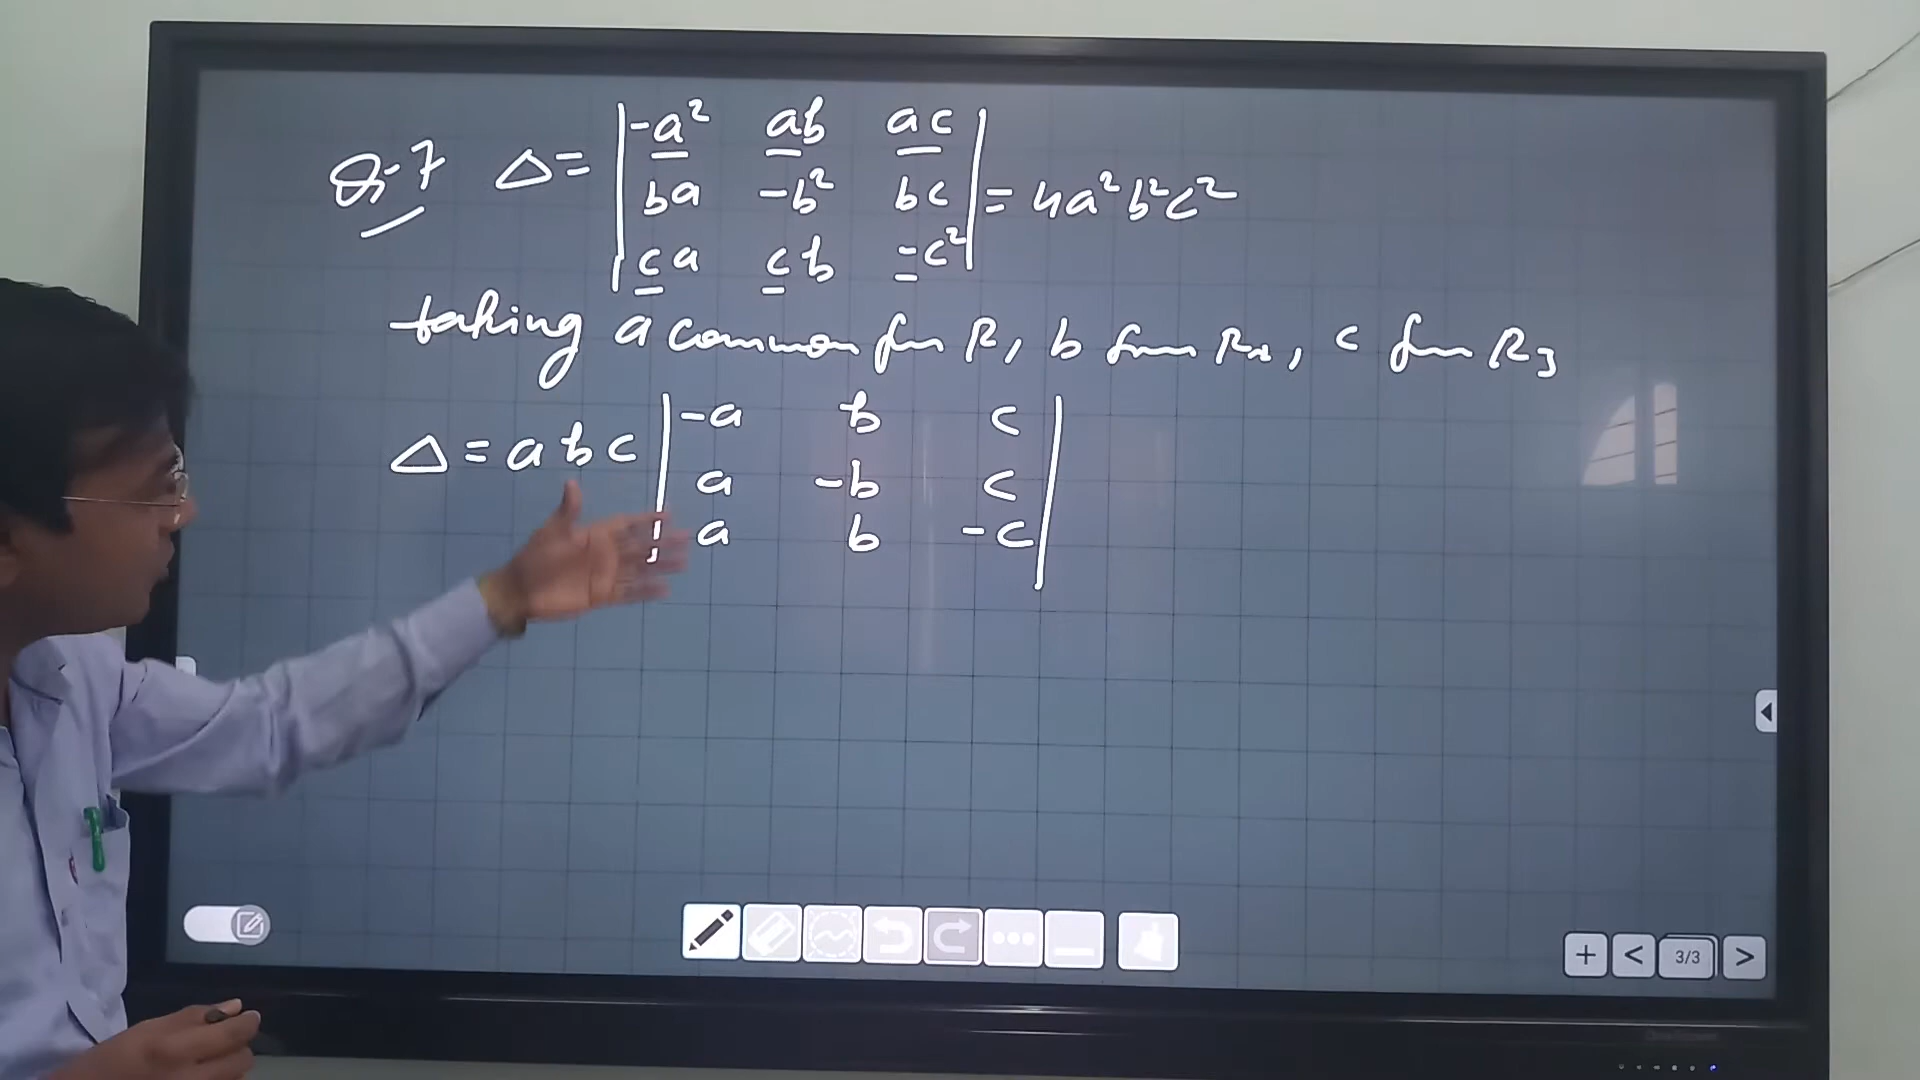 Q-7 Δ = | -a² ab ac |
| ba -b² bc | = 4a²b²c²
| ca cb -c² |
taking a common from R, b from R₂, c from R₃
Δ = abc | -a b c |
| a -b c |
| a b -c |
3/3